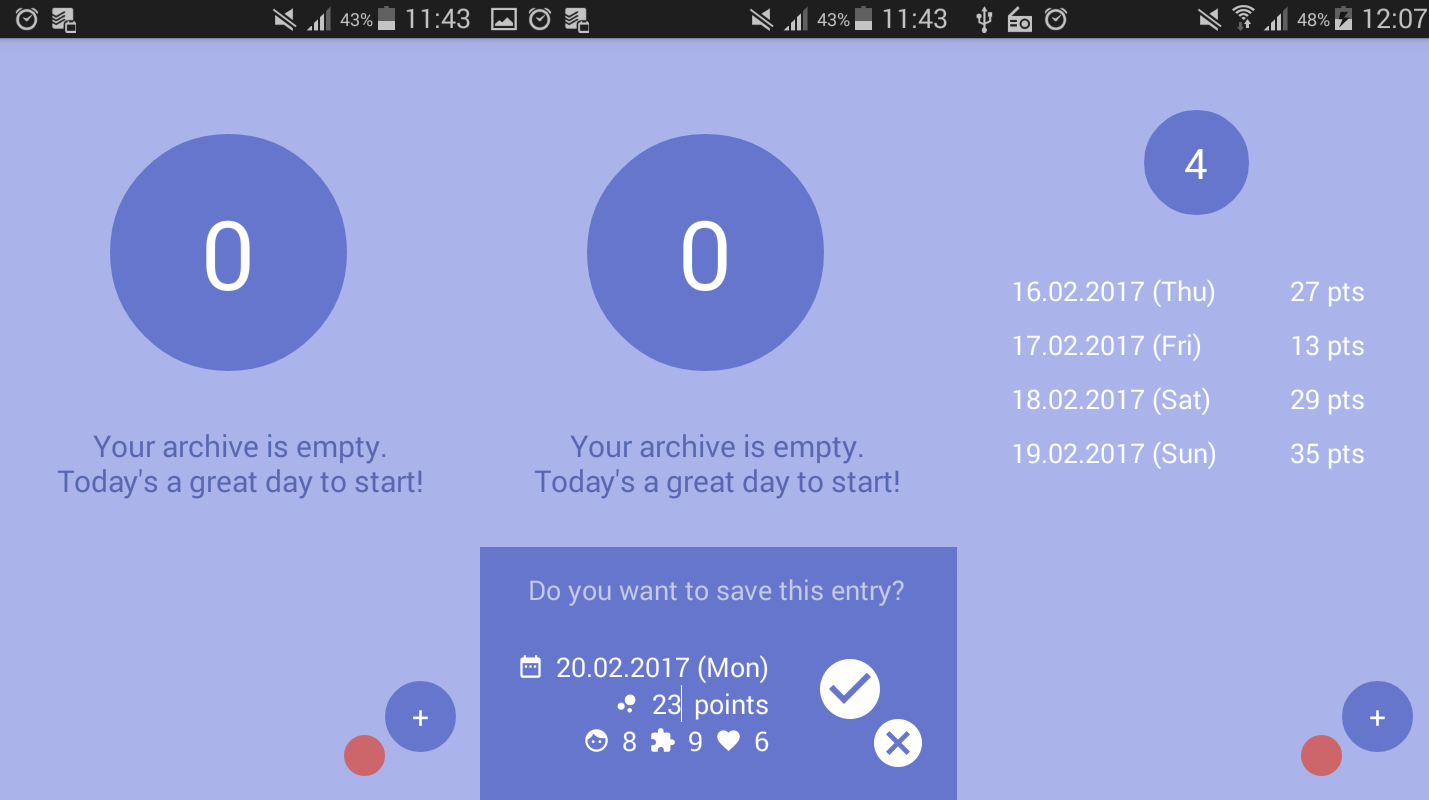 43% 11:43
0
Your archive is empty.
Today's a great day to start!
+
43% 11:43
0
Your archive is empty.
Today's a great day to start!
Do you want to save this entry?
20.02.2017 (Mon)
23 points
8 9 6
48% 12:07
4
16.02.2017 (Thu) 27 pts
17.02.2017 (Fri) 13 pts
18.02.2017 (Sat) 29 pts
19.02.2017 (Sun) 35 pts
+